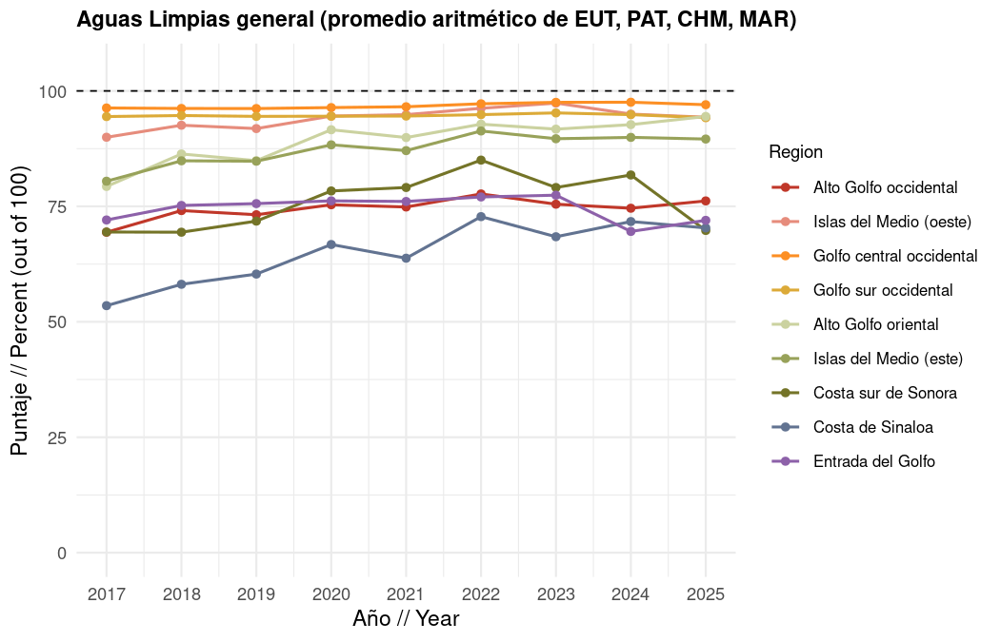 Aguas Limpias general (promedio aritmético de EUT, PAT, CHM, MAR)
Puntaje // Percent (out of 100)
100
75
50
25
0
2017 2018 2019 2020 2021 2022 2023 2024 2025
Año // Year
Region
Alto Golfo occidental
Islas del Medio (oeste)
Golfo central occidental
Golfo sur occidental
Alto Golfo oriental
Islas del Medio (este)
Costa sur de Sonora
Costa de Sinaloa
Entrada del Golfo